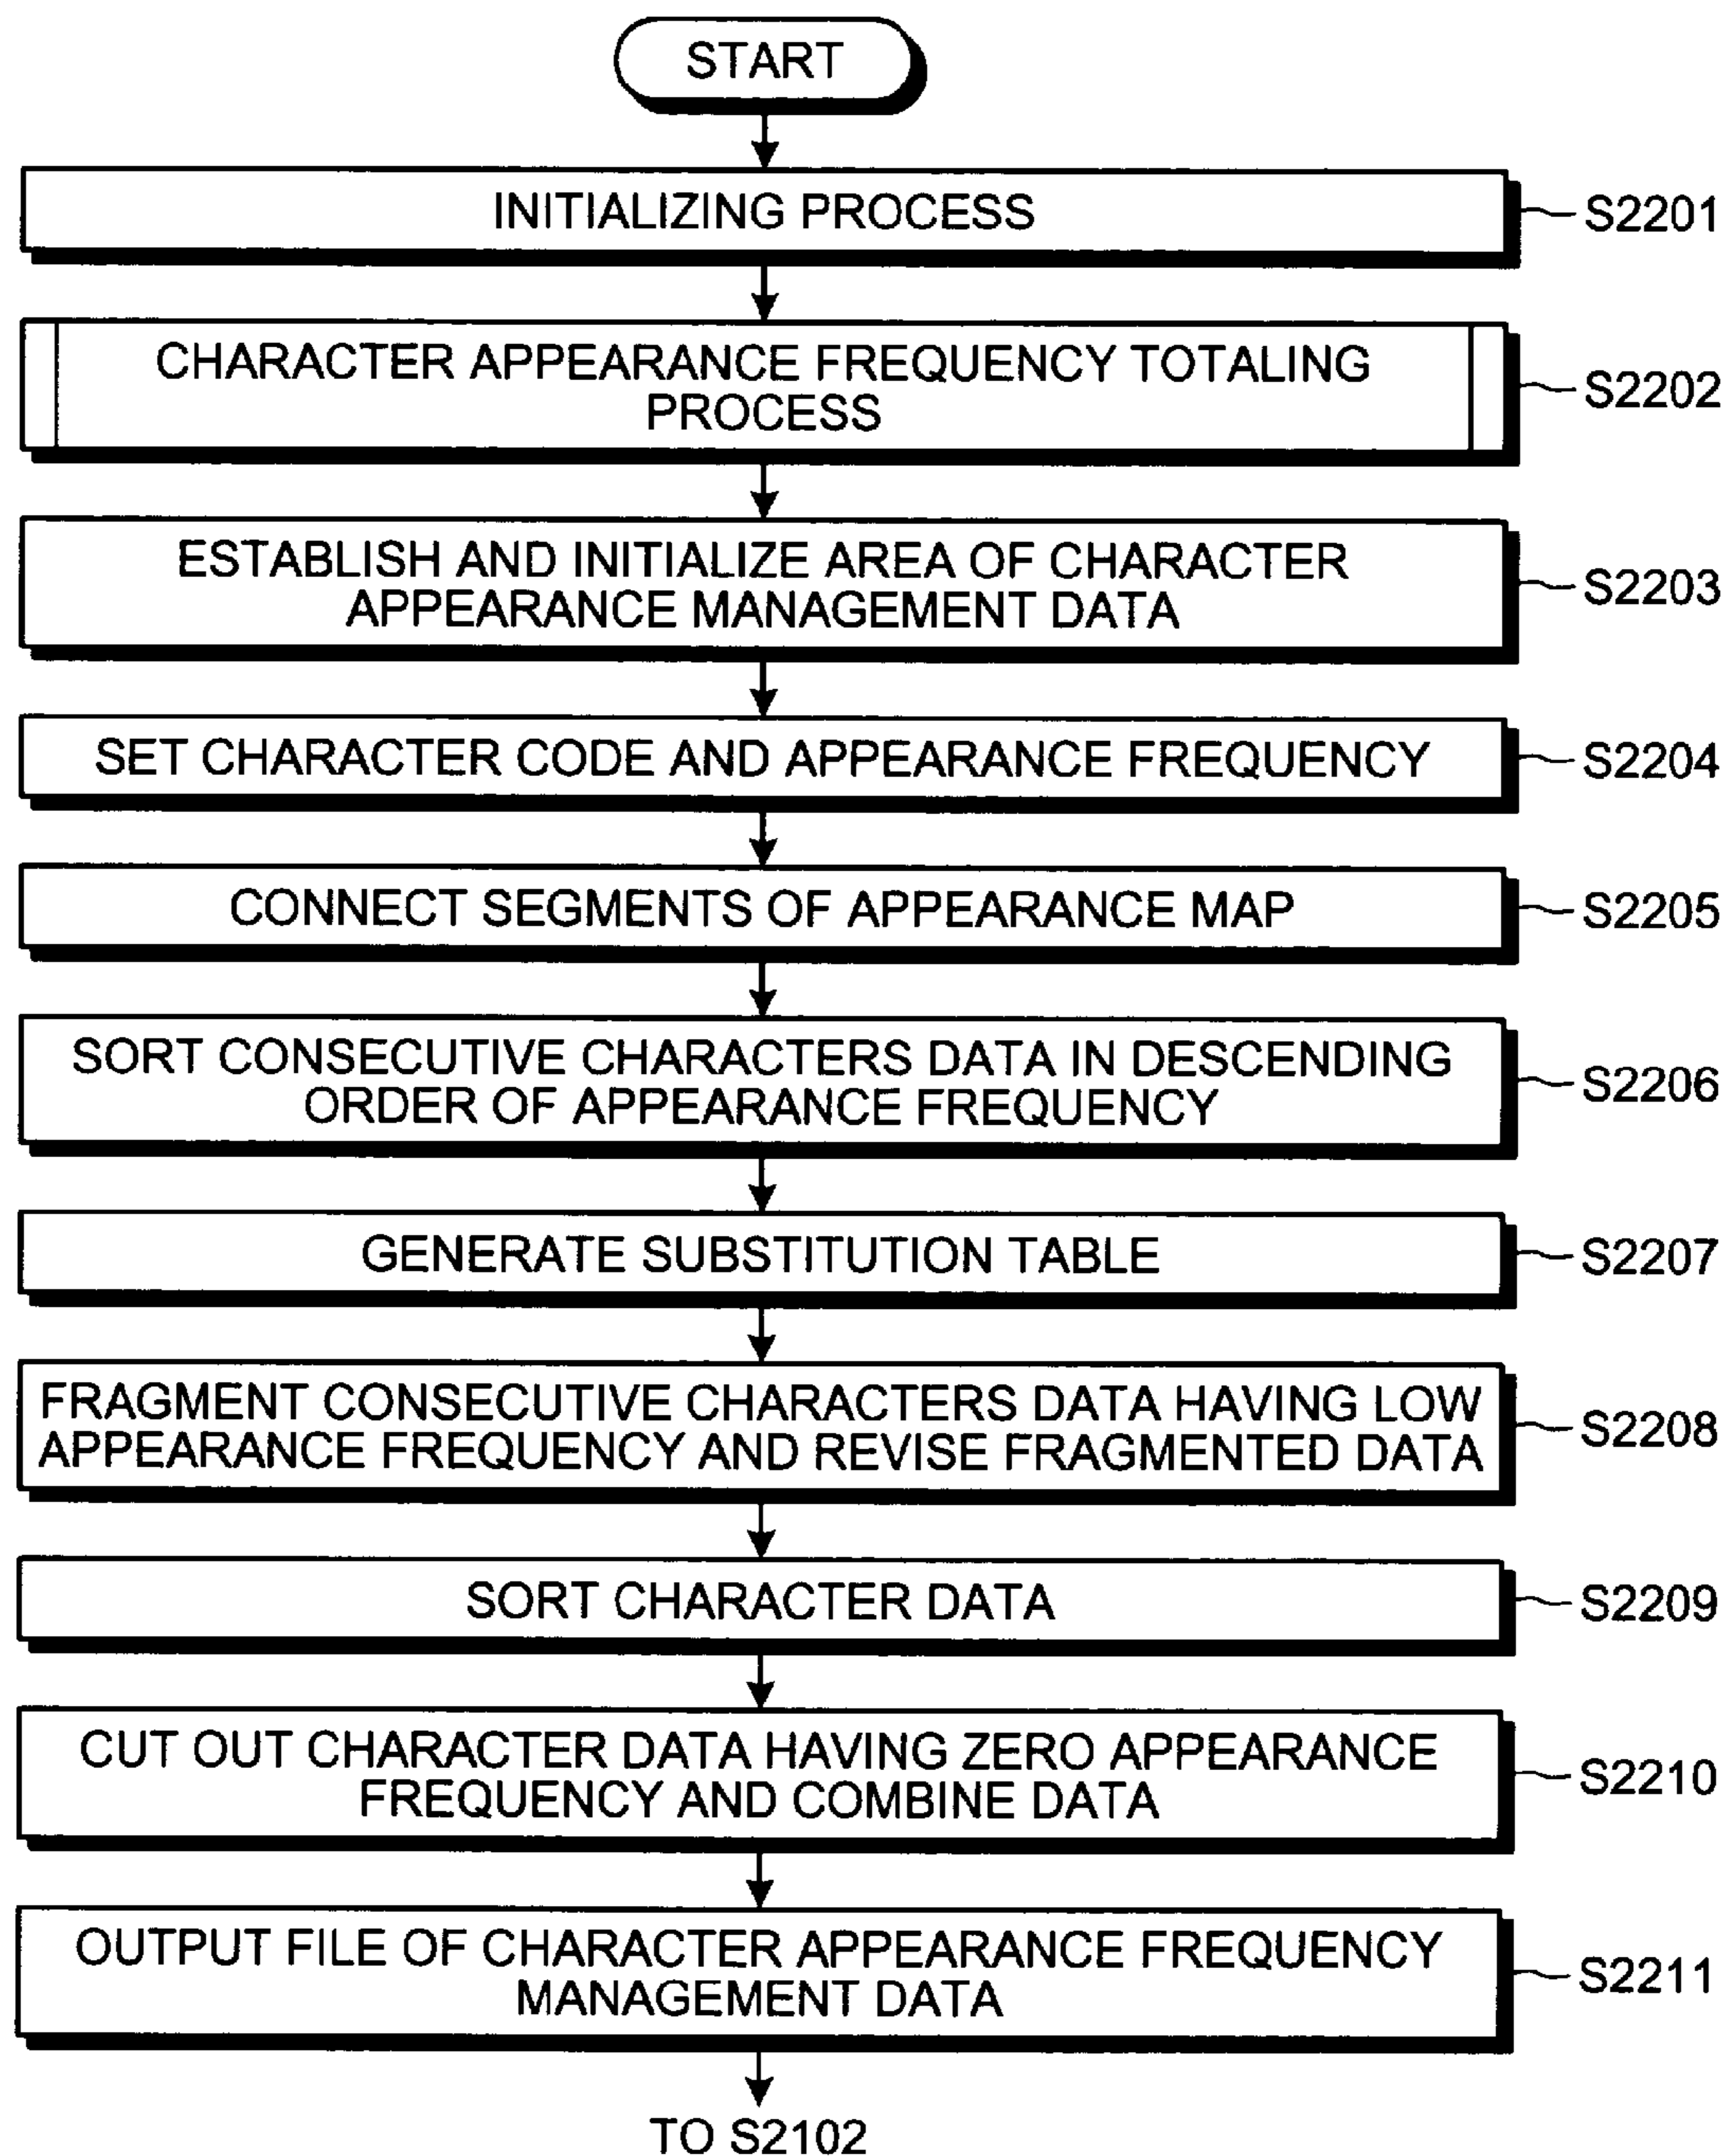 START
INITIALIZING PROCESS
S2201
CHARACTER APPEARANCE FREQUENCY TOTALING
PROCESS
S2202
ESTABLISH AND INITIALIZE AREA OF CHARACTER
APPEARANCE MANAGEMENT DATA
S2203
SET CHARACTER CODE AND APPEARANCE FREQUENCY
S2204
CONNECT SEGMENTS OF APPEARANCE MAP
S2205
SORT CONSECUTIVE CHARACTERS DATA IN DESCENDING
ORDER OF APPEARANCE FREQUENCY
S2206
GENERATE SUBSTITUTION TABLE
S2207
FRAGMENT CONSECUTIVE CHARACTERS DATA HAVING LOW
APPEARANCE FREQUENCY AND REVISE FRAGMENTED DATA
S2208
SORT CHARACTER DATA
S2209
CUT OUT CHARACTER DATA HAVING ZERO APPEARANCE
FREQUENCY AND COMBINE DATA
S2210
OUTPUT FILE OF CHARACTER APPEARANCE FREQUENCY
MANAGEMENT DATA
S2211
TO S2102